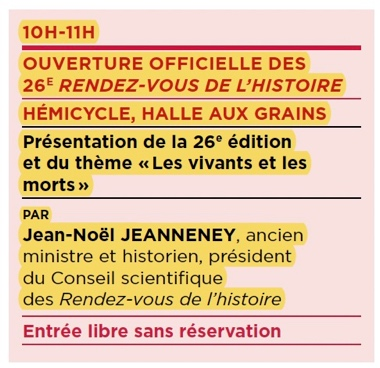 10H-11H
OUVERTURE OFFICIELLE DES
26E RENDEZ-VOUS DE L'HISTOIRE
HÉMICYCLE, HALLE AUX GRAINS
Présentation de la 26e édition
et du thème « Les vivants et les
morts »
PAR
Jean-Noël JEANNENEY, ancien
ministre et historien, président
du Conseil scientifique
des Rendez-vous de l'histoire
Entrée libre sans réservation